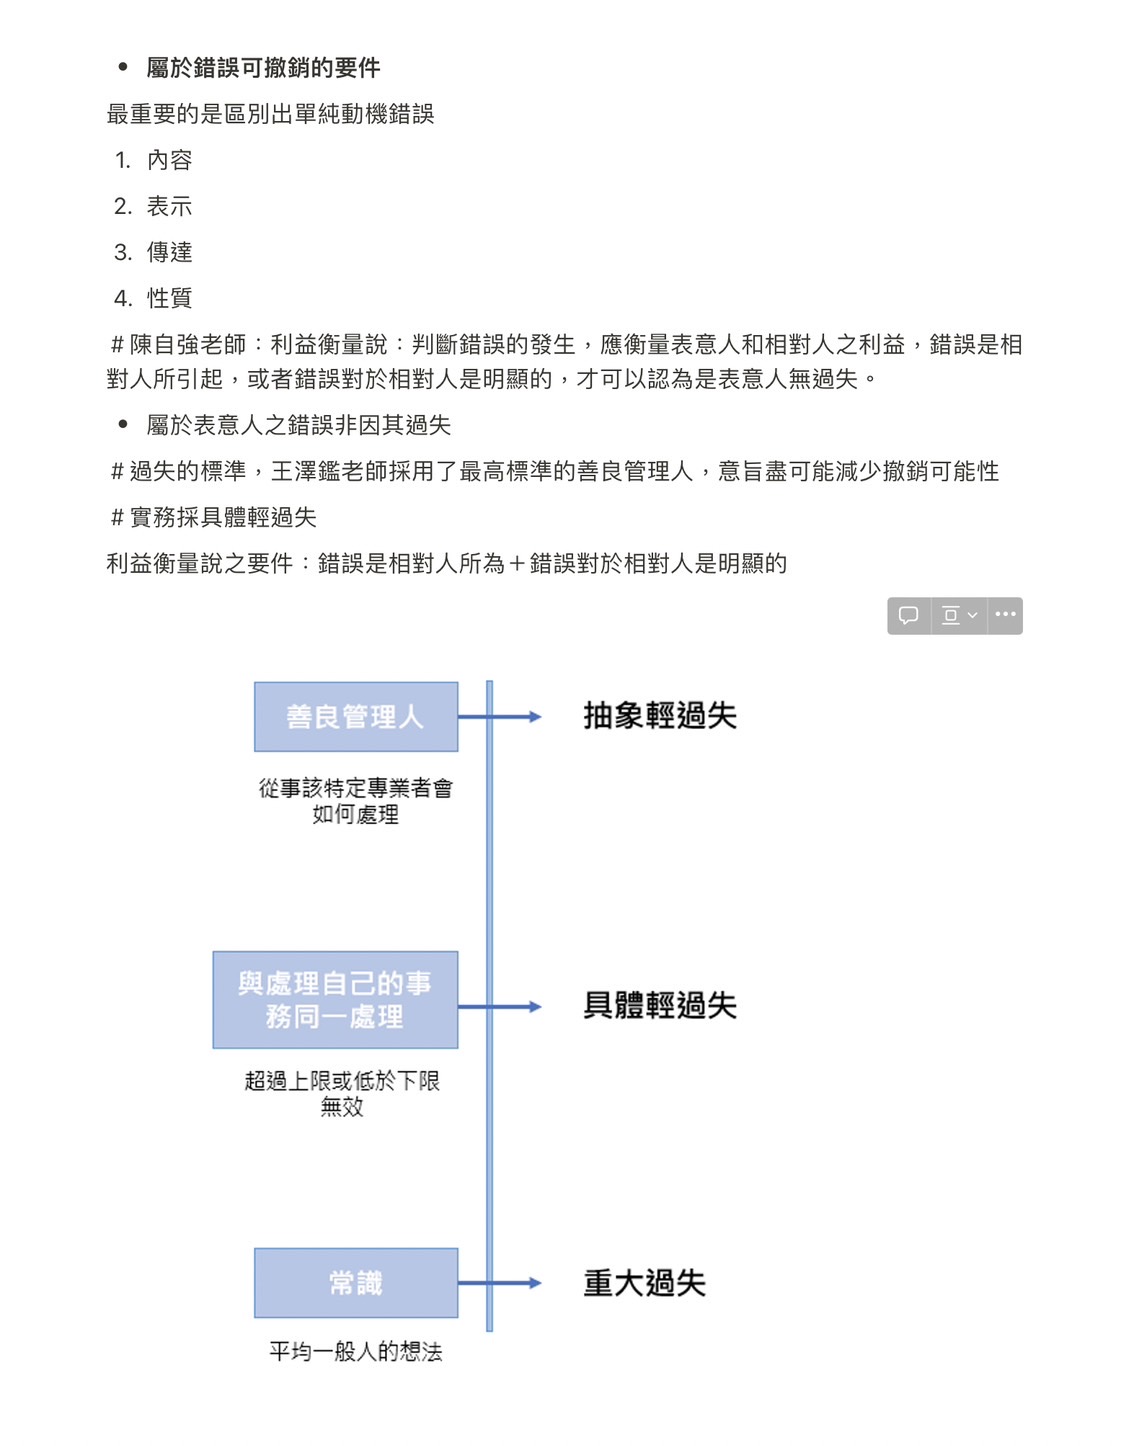 • 屬於錯誤可撤銷的要件
最重要的是區別出單純動機錯誤
1. 內容
2. 表示
3. 傳達
4. 性質
# 陳自強老師：利益衡量說：判斷錯誤的發生，應衡量表意人和相對人之利益，錯誤是相
對人所引起，或者錯誤對於相對人是明顯的，才可以認為是表意人無過失。
• 屬於表意人之錯誤非因其過失
# 過失的標準，王澤鑑老師採用了最高標準的善良管理人，意旨盡可能減少撤銷可能性
# 實務採具體輕過失
利益衡量說之要件：錯誤是相對人所為＋錯誤對於相對人是明顯的
善良管理人
抽象輕過失
從事該特定專業者會
如何處理
與處理自己的事
務同一處理
具體輕過失
超過上限或低於下限
無效
常識
重大過失
平均一般人的想法